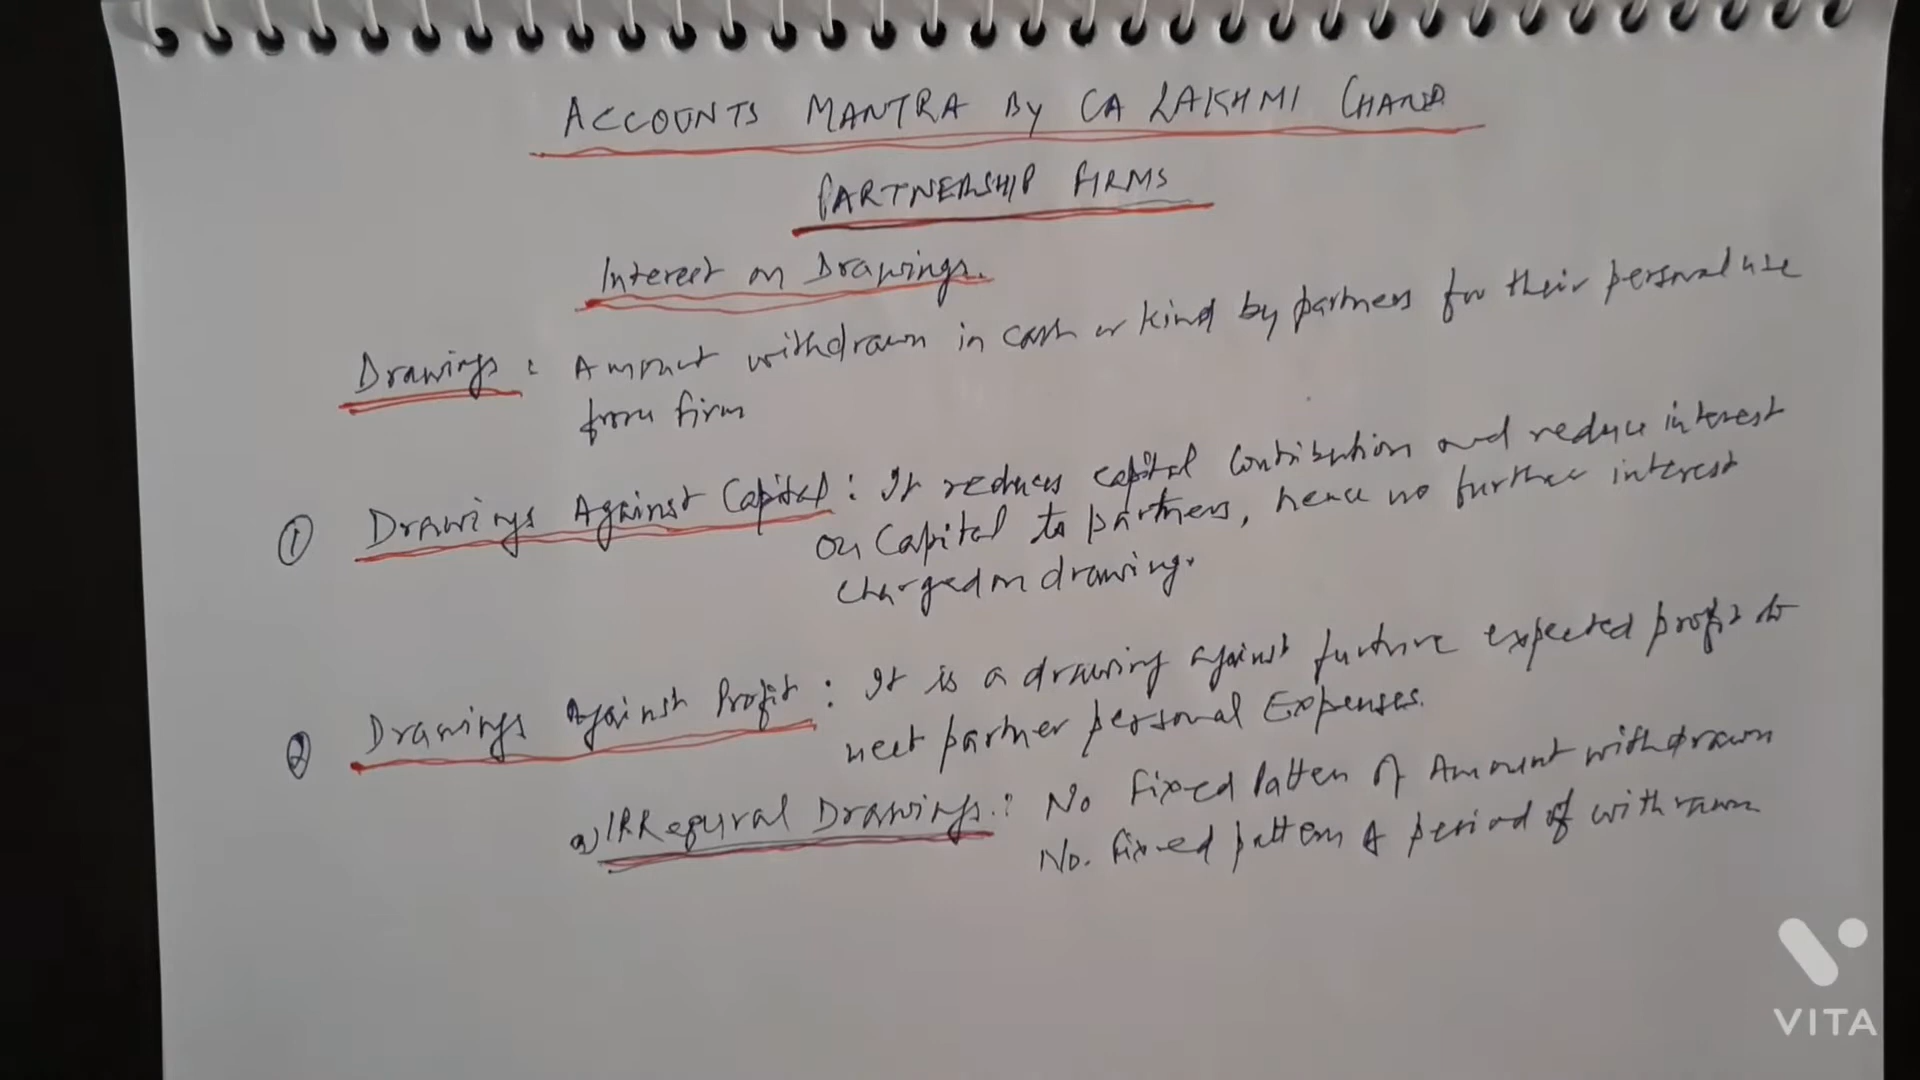 ACCOUNTS MANTRA By CA LAKHMI CHAND
PARTNERSHIP FIRMS
Interest on Drawings.
Drawings : Amount withdrawn in cash or kind by partners for their personal use
from firm
① Drawings Against Capital : It reduces capital contribution and reduce interest
on Capital to partners, hence no further interest
charged on drawing.
② Drawings Against Profit : It is a drawing against furture expected profit to
meet partner personal Expenses.
a) IRRegural Drawings : No Fixed Patten of Amount withdrawn
No. fixed pattern of period of withrawn
VITA